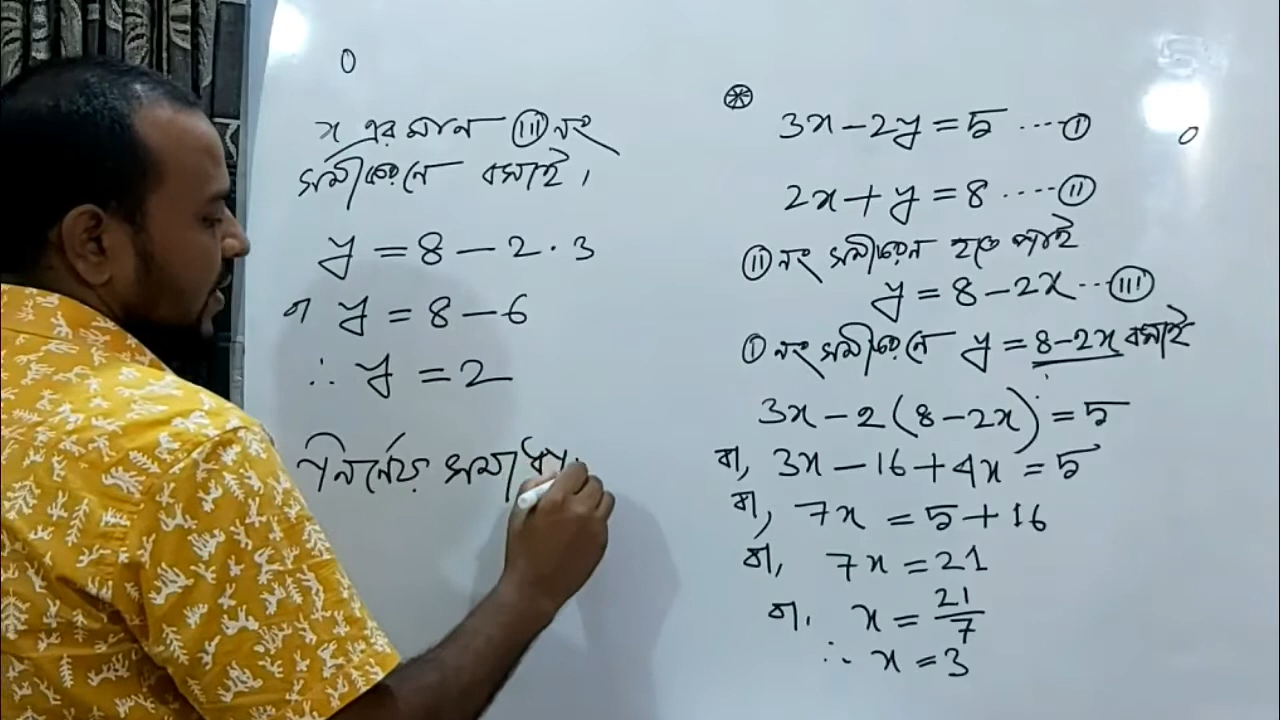 x এর মান (iii) নং
সমীকরণে বসাই।
y = 8 - 2 · 3
বা y = 8 - 6
∴ y = 2
নির্ণেয় সমাধা
3x - 2y = 5 ....(i)
2x + y = 8 ....(ii)
(ii) নং সমীকরণ হতে পাই
y = 8 - 2x ...(iii)
(i) নং সমীকরণে y = 8 - 2x বসাই
3x - 2(8 - 2x) = 5
বা, 3x - 16 + 4x = 5
বা, 7x = 5 + 16
বা, 7x = 21
বা, x = 21/7
∴ x = 3